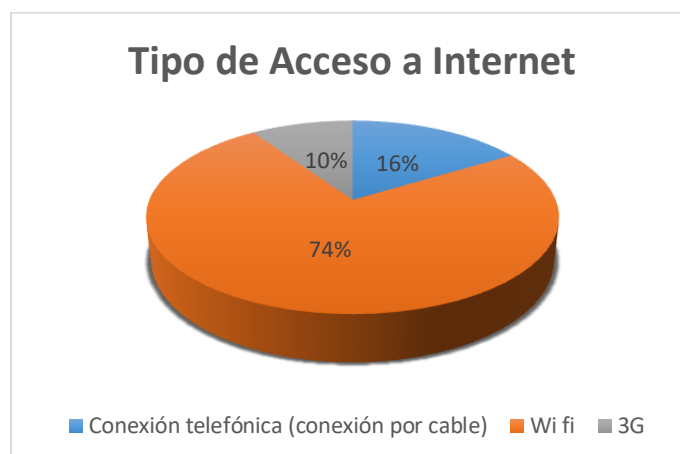 Tipo de Acceso a Internet
10%
16%
74%
Conexión telefónica (conexión por cable) Wi fi 3G